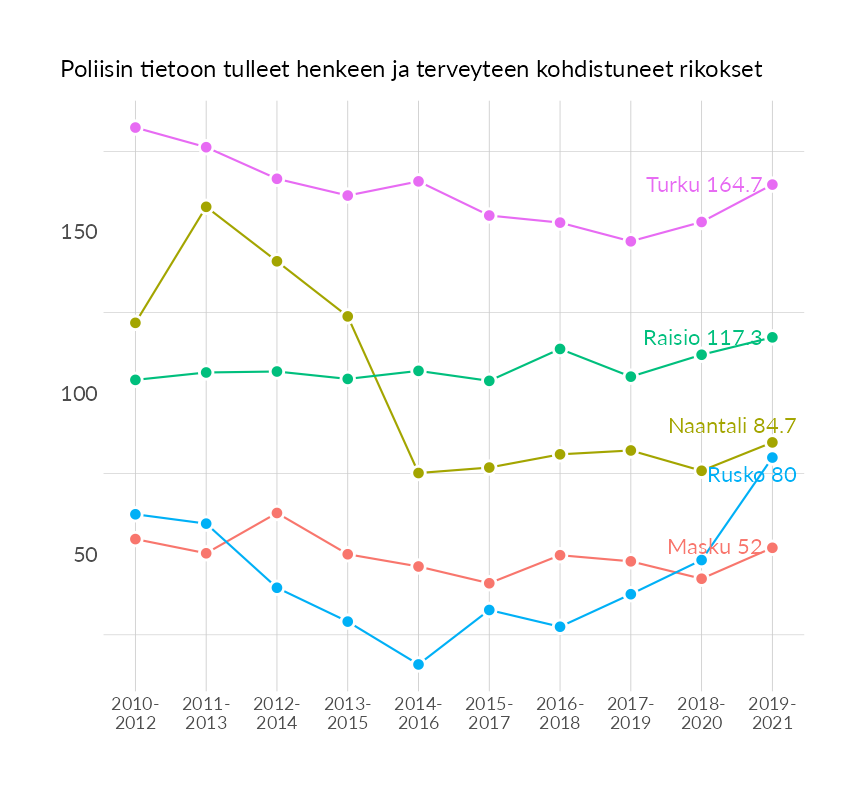 Poliisin tietoon tulleet henkeen ja terveyteen kohdistuneet rikokset
Turku 164.7
150
Raisio 117.3
100
Naantali 84.7
Rusko 80
Masku 52
50
2010- 2011- 2012- 2013- 2014- 2015- 2016- 2017- 2018- 2019-
2012 2013 2014 2015 2016 2017 2018 2019 2020 2021